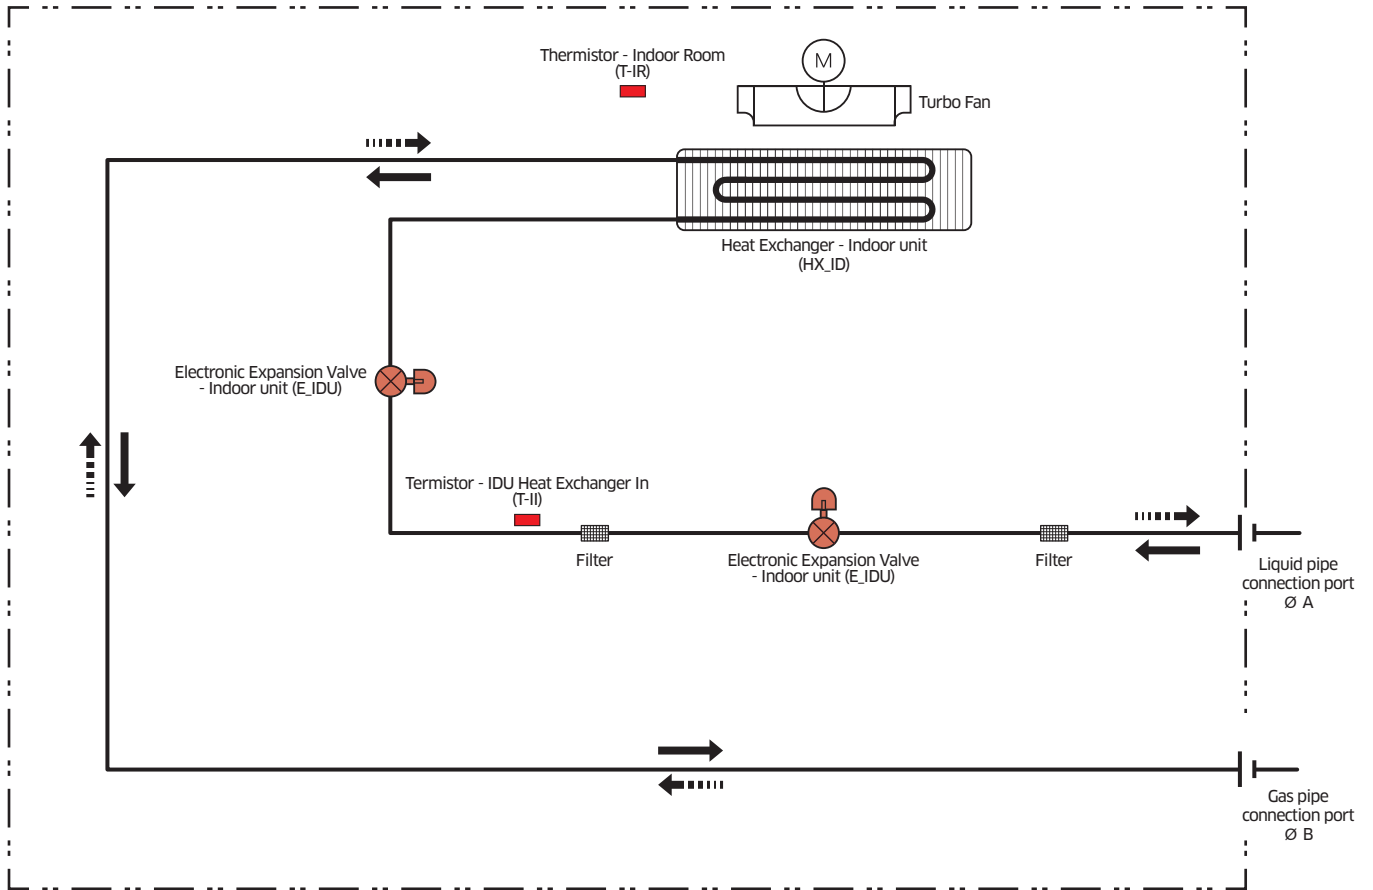 Thermistor - Indoor Room
(T-IR)
M
Turbo Fan
Heat Exchanger - Indoor unit
(HX_ID)
Electronic Expansion Valve
- Indoor unit (E_IDU)
Termistor - IDU Heat Exchanger In
(T-II)
Filter
Electronic Expansion Valve
- Indoor unit (E_IDU)
Filter
Liquid pipe
connection port
Ø A
Gas pipe
connection port
Ø B